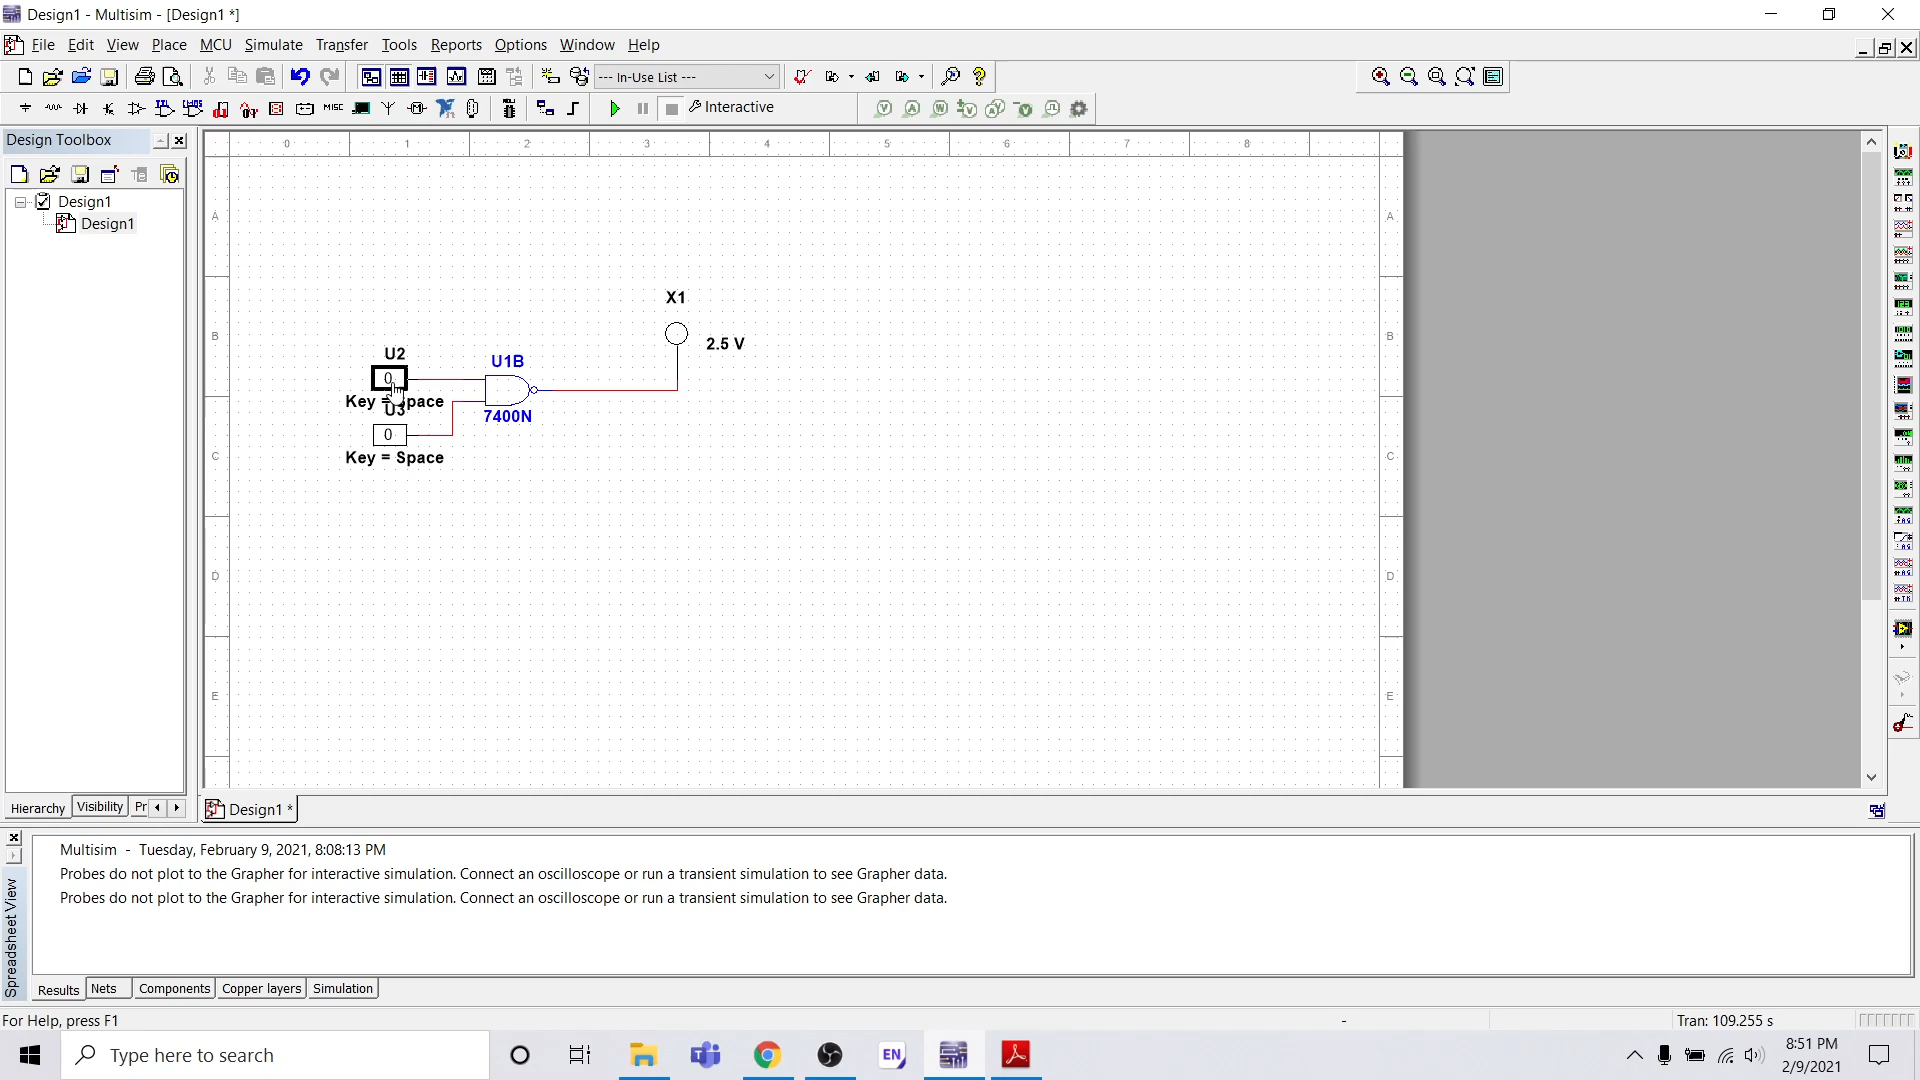 Design1 - Multisim - [Design1 *]
File Edit View Place MCU Simulate Transfer Tools Reports Options Window Help
--- In-Use List ---
MISC
Interactive
Design Toolbox
Design1
Design1
0 1 2 3 4 5 6 7 8
A A
B B
C C
D D
E E
X1
2.5 V
U2
0
Key = Space
U1B
7400N
U3
0
Key = Space
Hierarchy Visibility Pr
Design1 *
Spreadsheet View
Multisim - Tuesday, February 9, 2021, 8:08:13 PM
Probes do not plot to the Grapher for interactive simulation. Connect an oscilloscope or run a transient simulation to see Grapher data.
Probes do not plot to the Grapher for interactive simulation. Connect an oscilloscope or run a transient simulation to see Grapher data.
Results Nets Components Copper layers Simulation
For Help, press F1
-
Tran: 109.255 s
Type here to search
EN
8:51 PM
2/9/2021